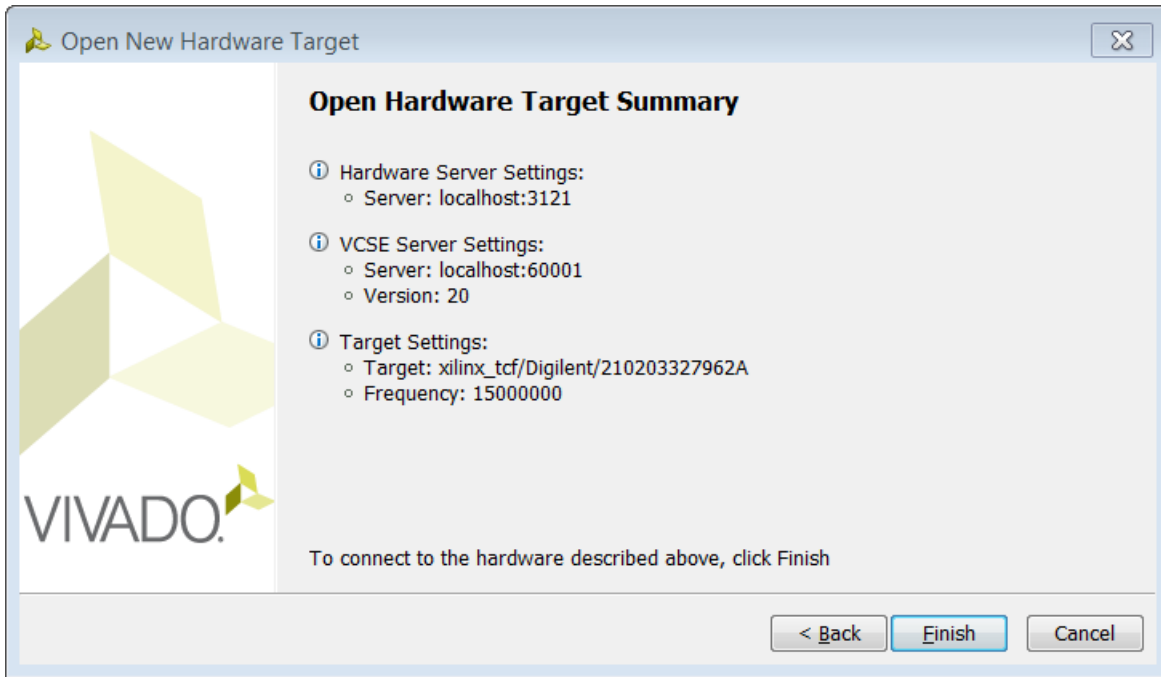 Open New Hardware Target
Open Hardware Target Summary
Hardware Server Settings:
Server: localhost:3121
VCSE Server Settings:
Server: localhost:60001
Version: 20
Target Settings:
Target: xilinx_tcf/Digilent/210203327962A
Frequency: 15000000
VIVADO.
To connect to the hardware described above, click Finish
< Back
Finish
Cancel